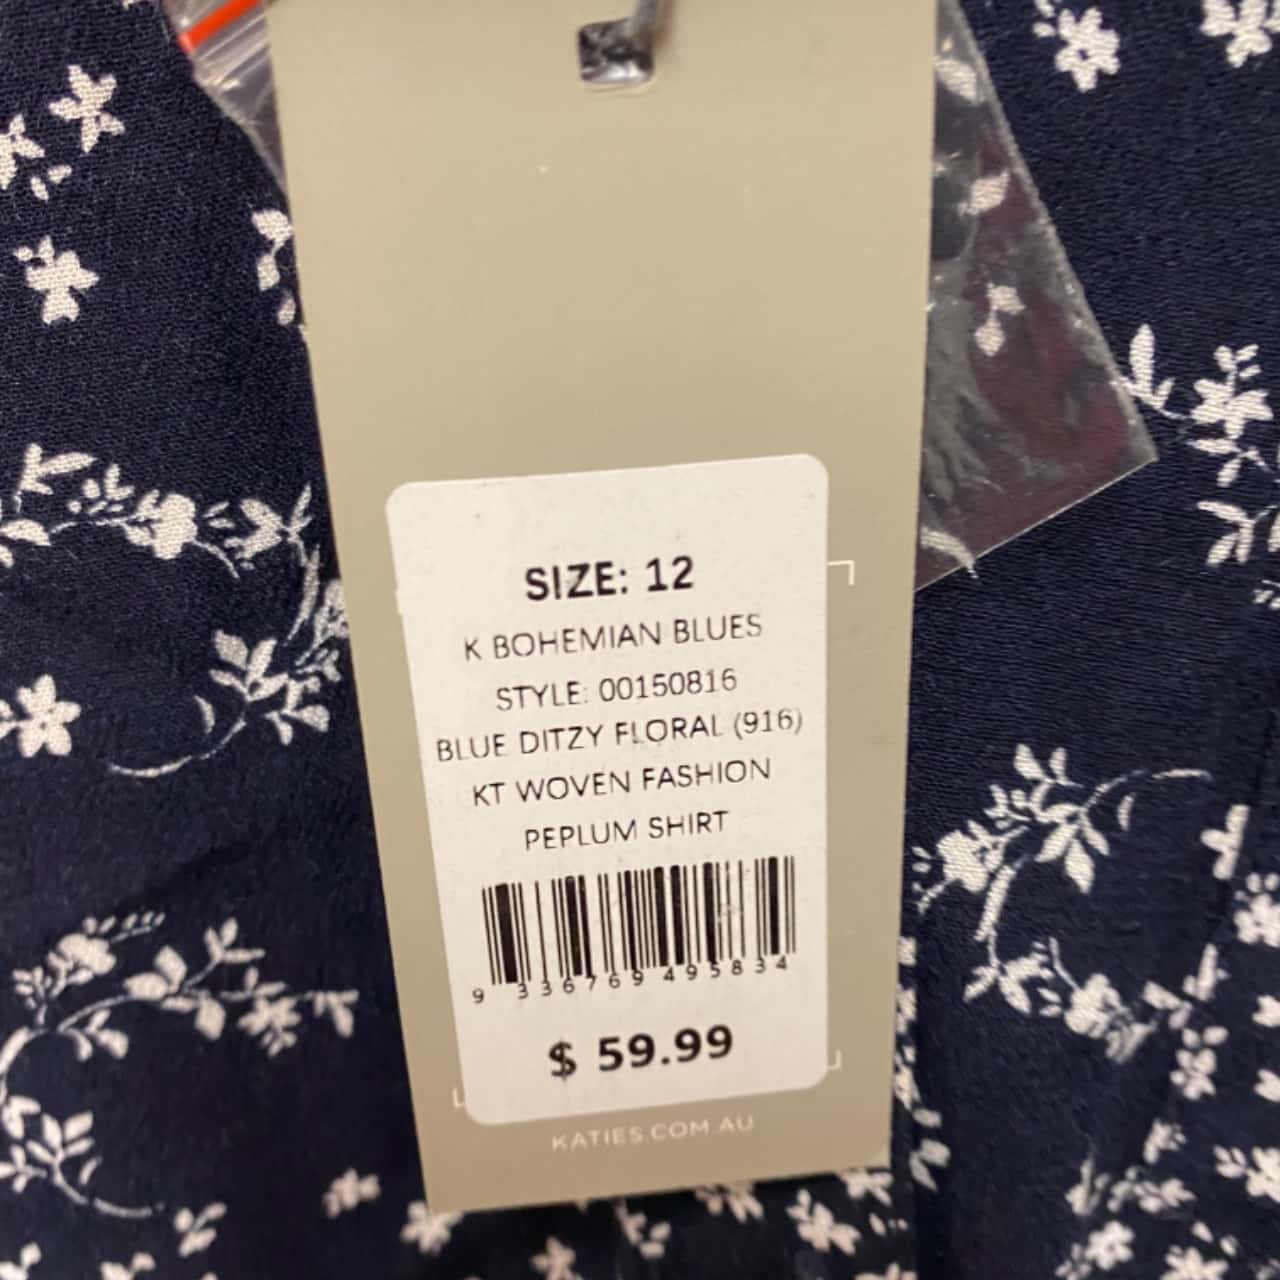 SIZE: 12
K BOHEMIAN BLUES
STYLE: 00150816
BLUE DITZY FLORAL (916)
KT WOVEN FASHION
PEPLUM SHIRT
9 336769 495834
$ 59.99
KATIES.COM.AU